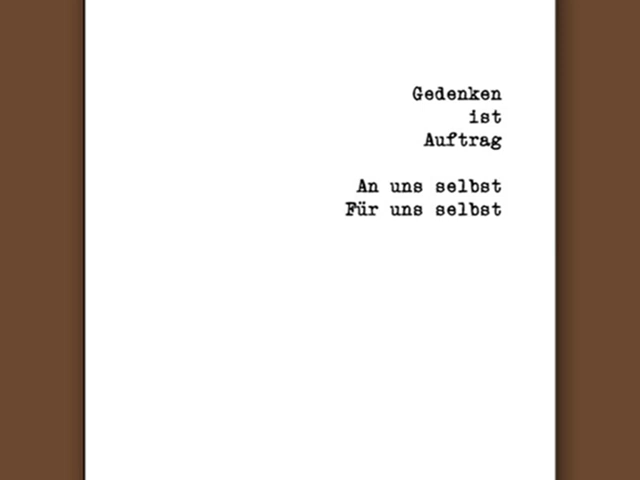 Gedenken
ist
Auftrag
An uns selbst
Für uns selbst